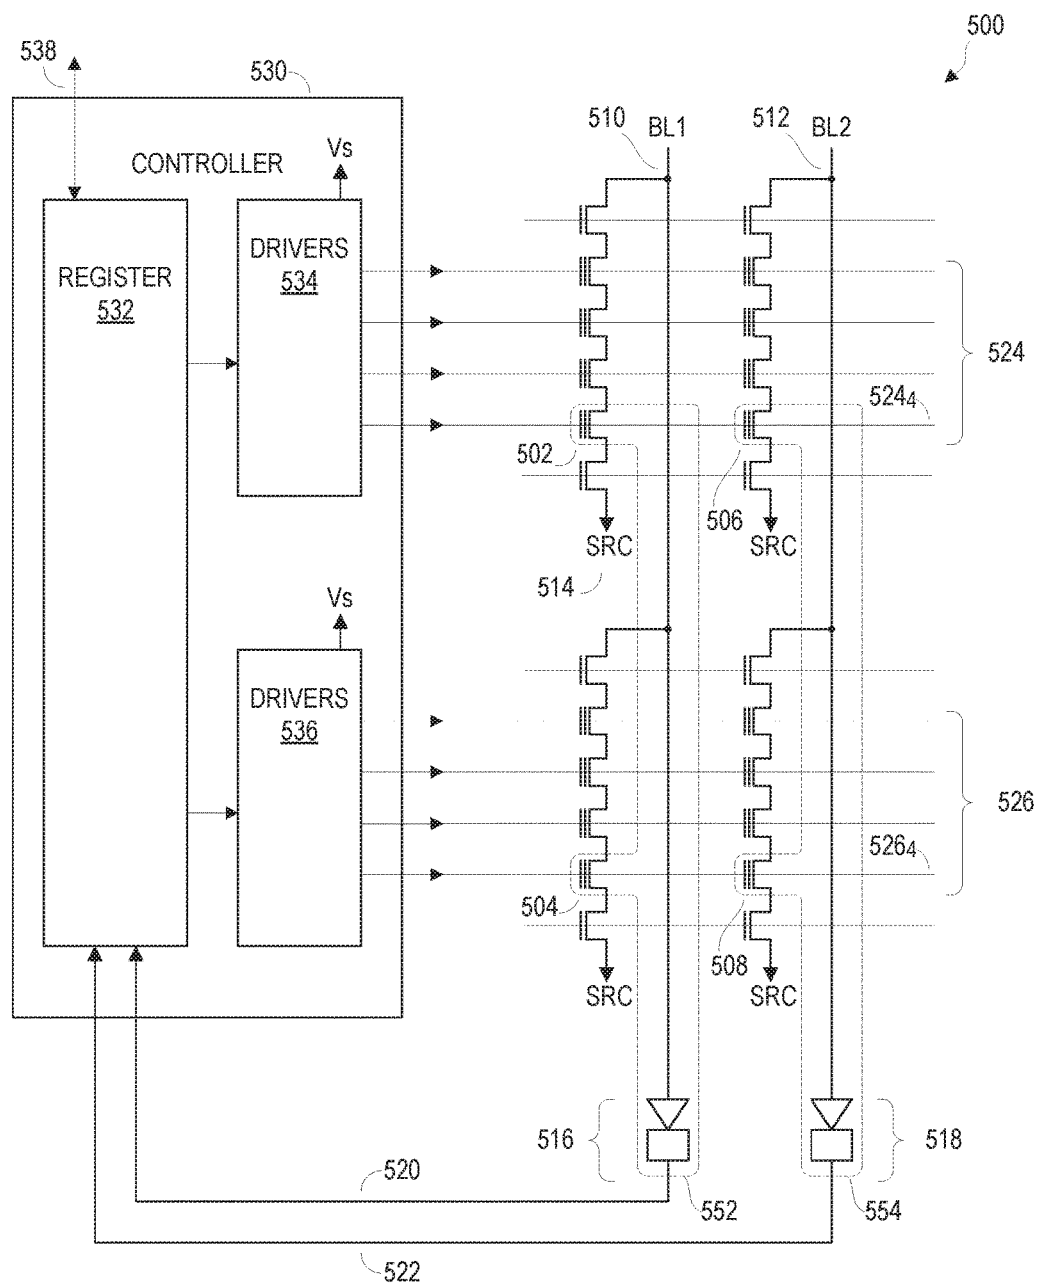 500
538
530
510
BL1
512
BL2
CONTROLLER
Vs
REGISTER
532
DRIVERS
534
524
524₄
502
506
SRC
SRC
514
Vs
DRIVERS
536
526
526₄
504
508
SRC
SRC
516
518
520
552
554
522